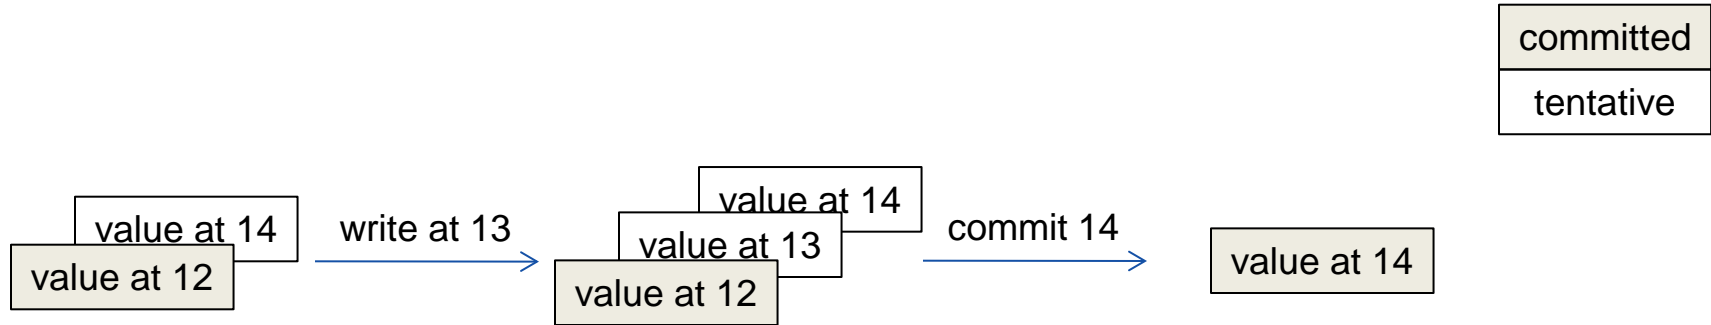 committed
tentative
value at 14
value at 12
write at 13
value at 14
value at 13
value at 12
commit 14
value at 14